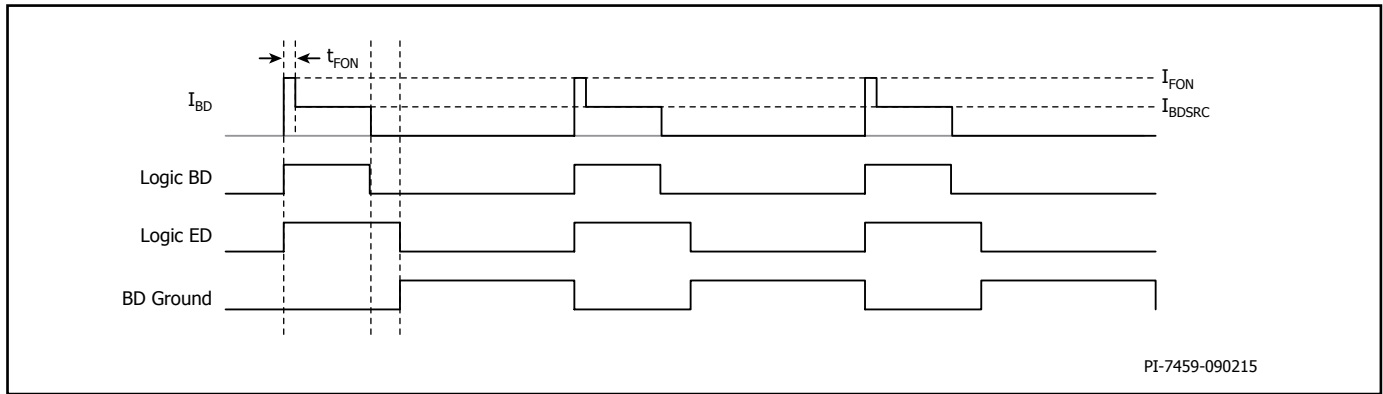 t_FON
I_FON
I_BD
I_BDSRC
Logic BD
Logic ED
BD Ground
PI-7459-090215